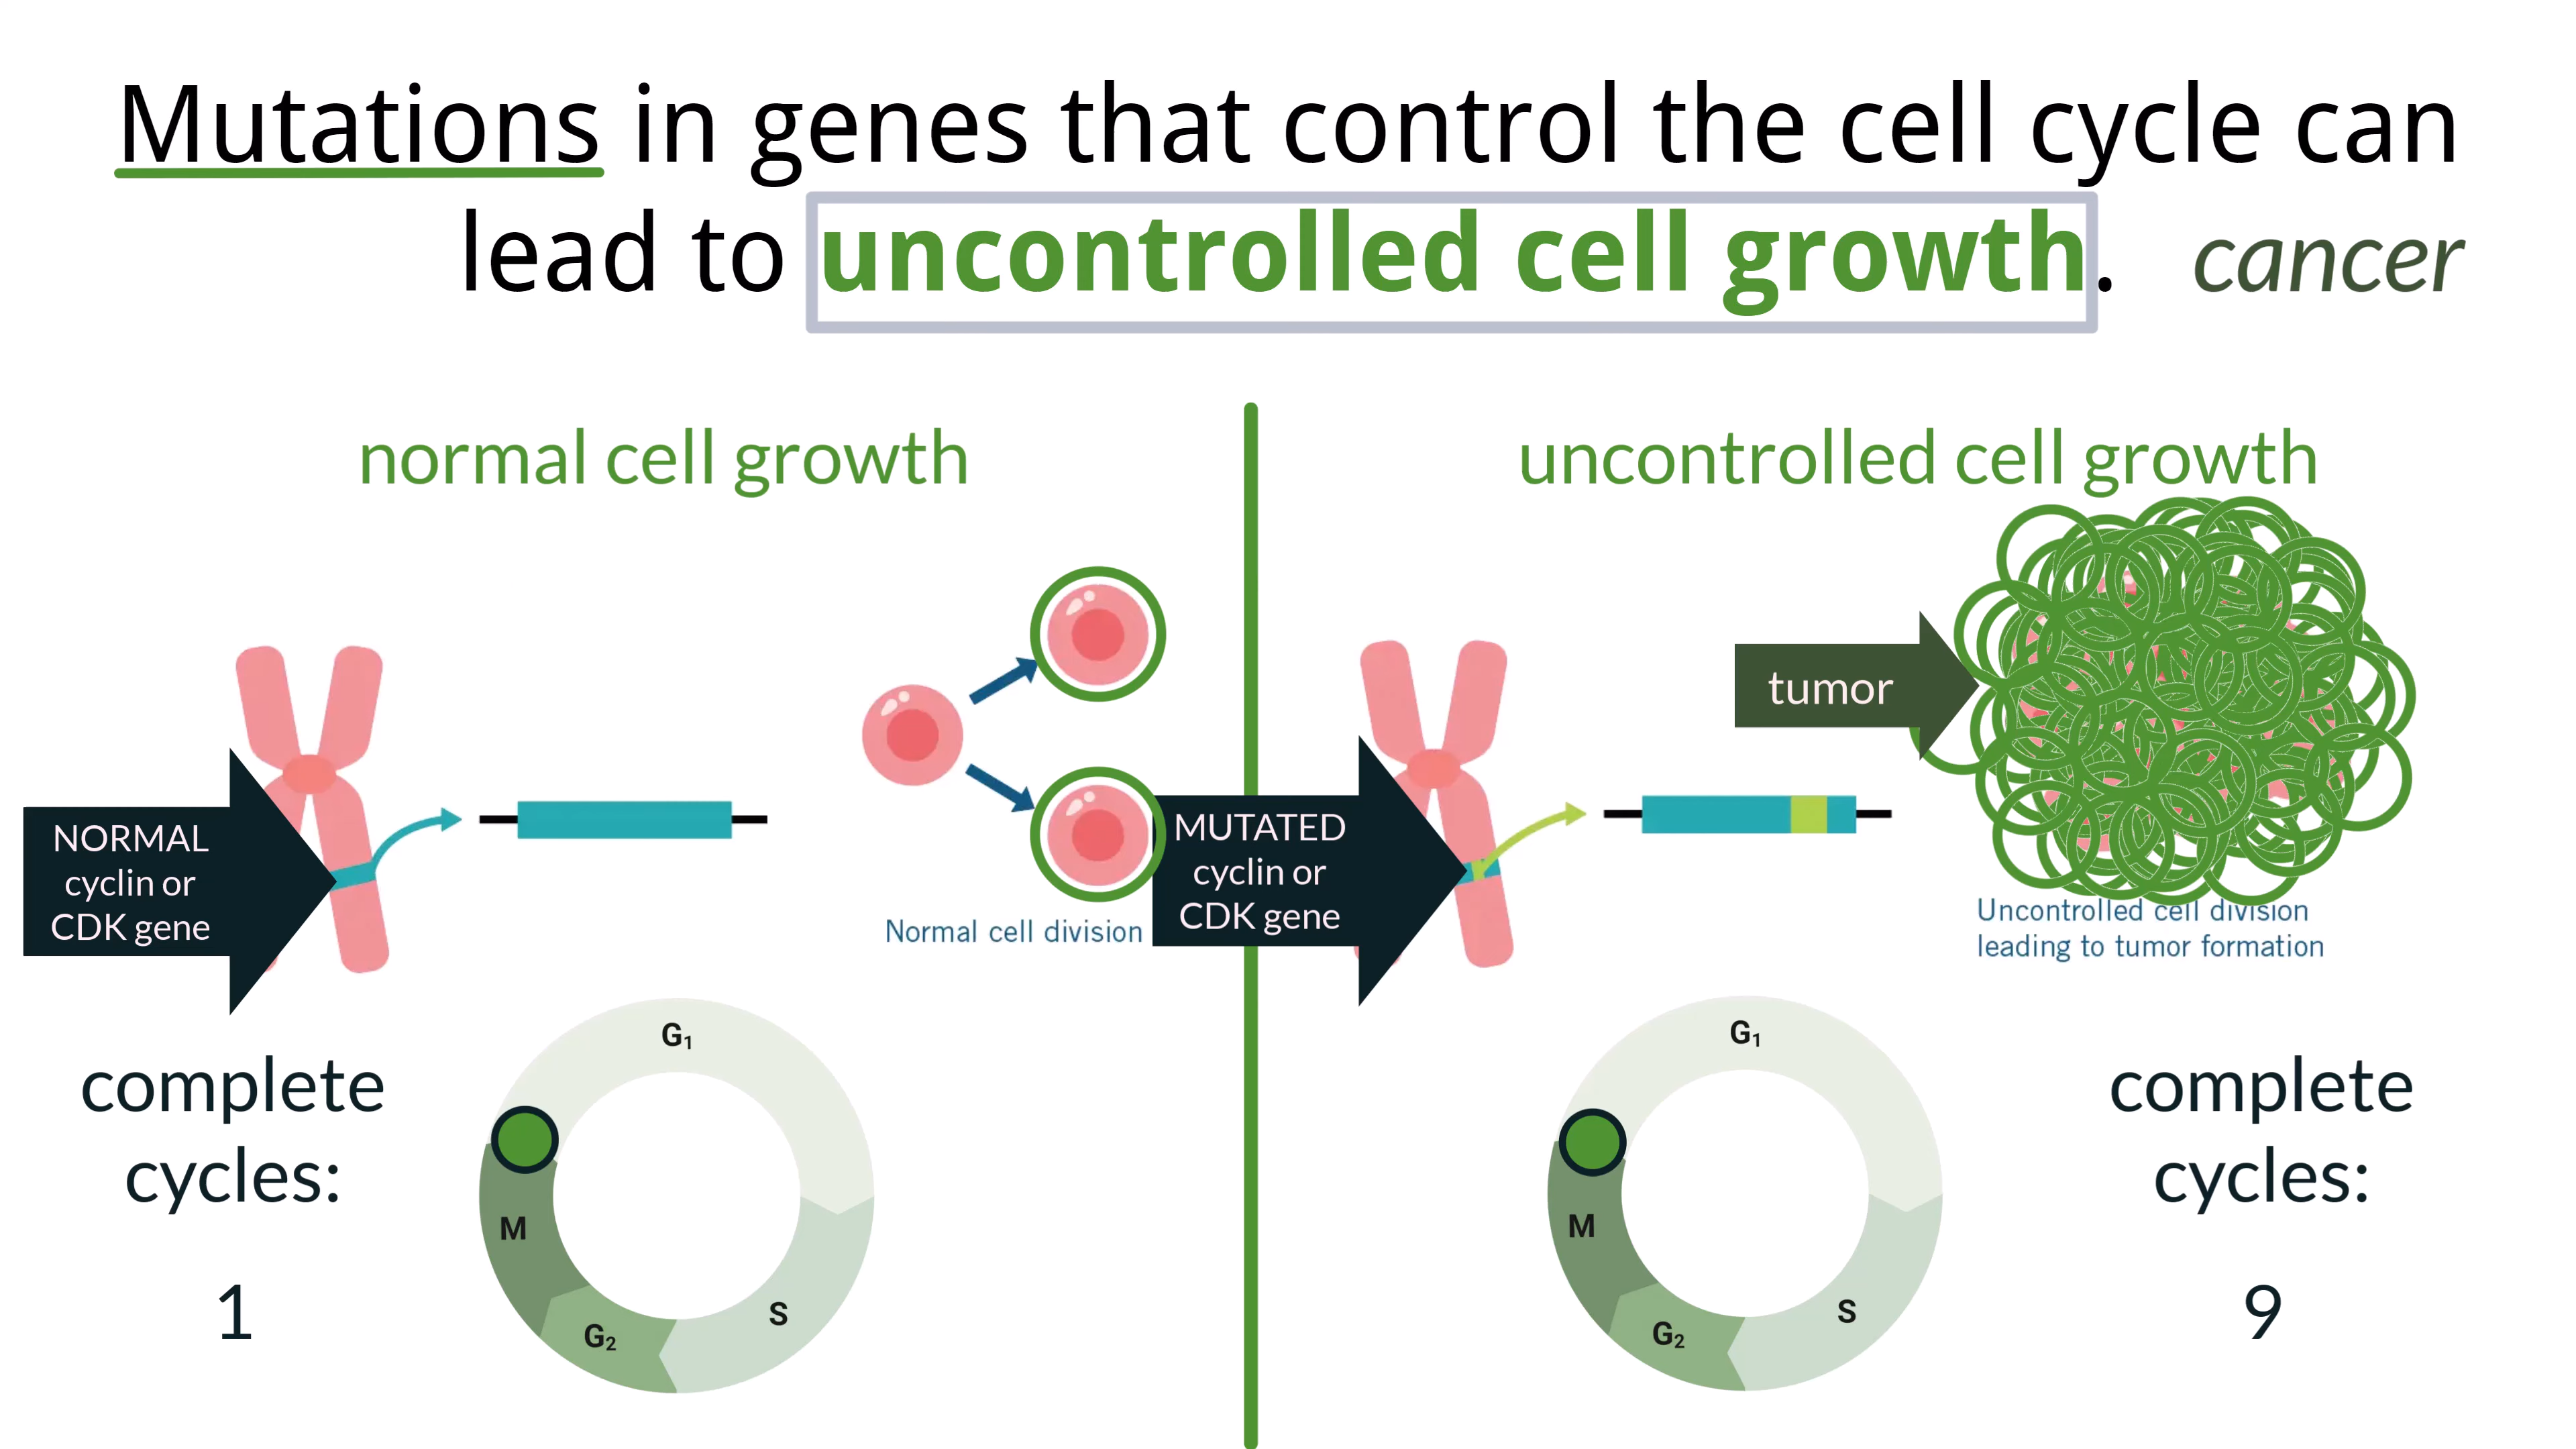 Mutations in genes that control the cell cycle can
lead to uncontrolled cell growth. cancer
normal cell growth
NORMAL
cyclin or
CDK gene
Normal cell division
complete
cycles:
1
G₁
S
G₂
M
uncontrolled cell growth
MUTATED
cyclin or
CDK gene
tumor
Uncontrolled cell division
leading to tumor formation
G₁
S
G₂
M
complete
cycles:
9